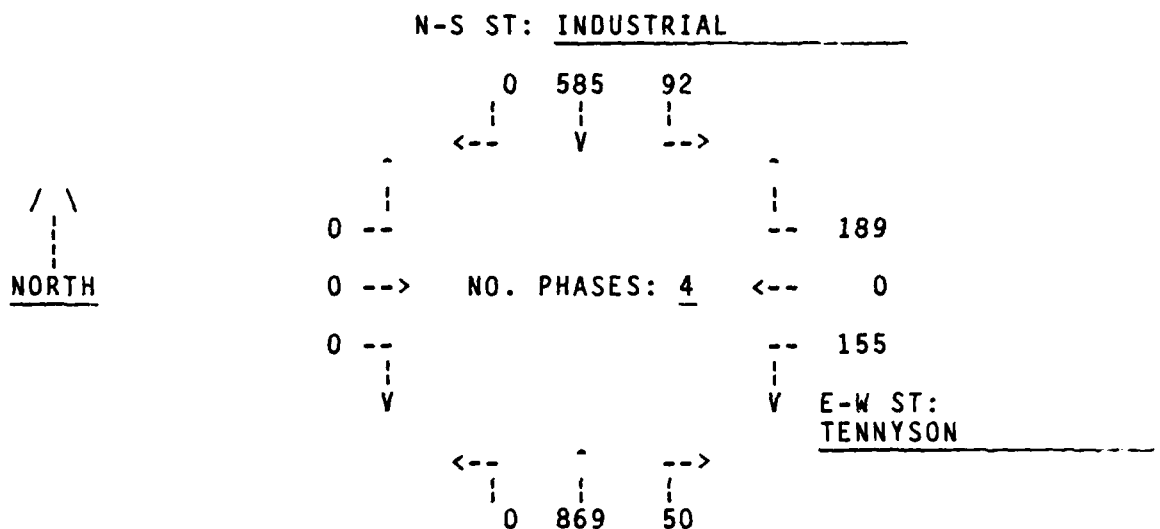 N-S ST: INDUSTRIAL
0 585 92
<-- V -->
/ \
0 -- -- 189
NORTH 0 --> NO. PHASES: 4 <-- 0
0 -- -- 155
V V E-W ST:
TENNYSON
<-- ^ -->
0 869 50